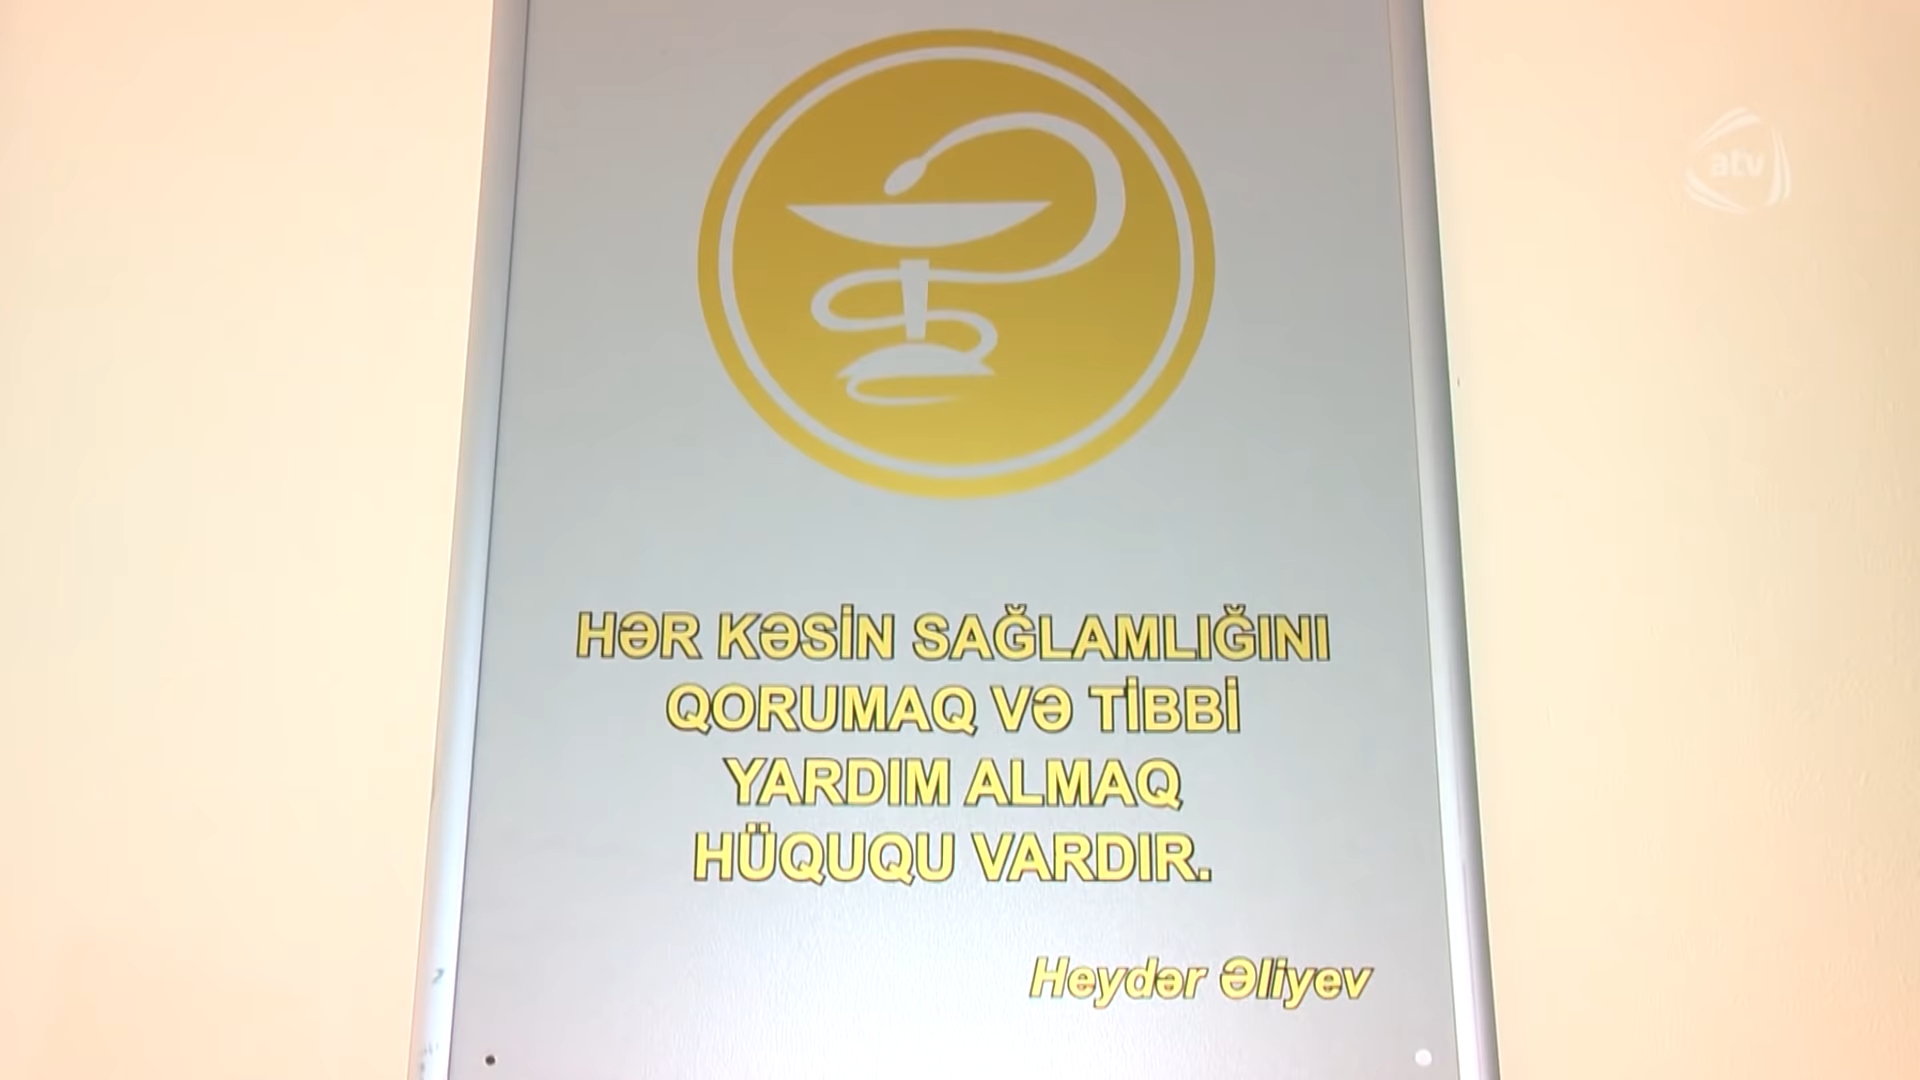 atv
HƏR KƏSİN SAĞLAMLIĞINI
QORUMAQ VƏ TİBBİ
YARDIM ALMAQ
HÜQUQU VARDIR.
Heydər Əliyev